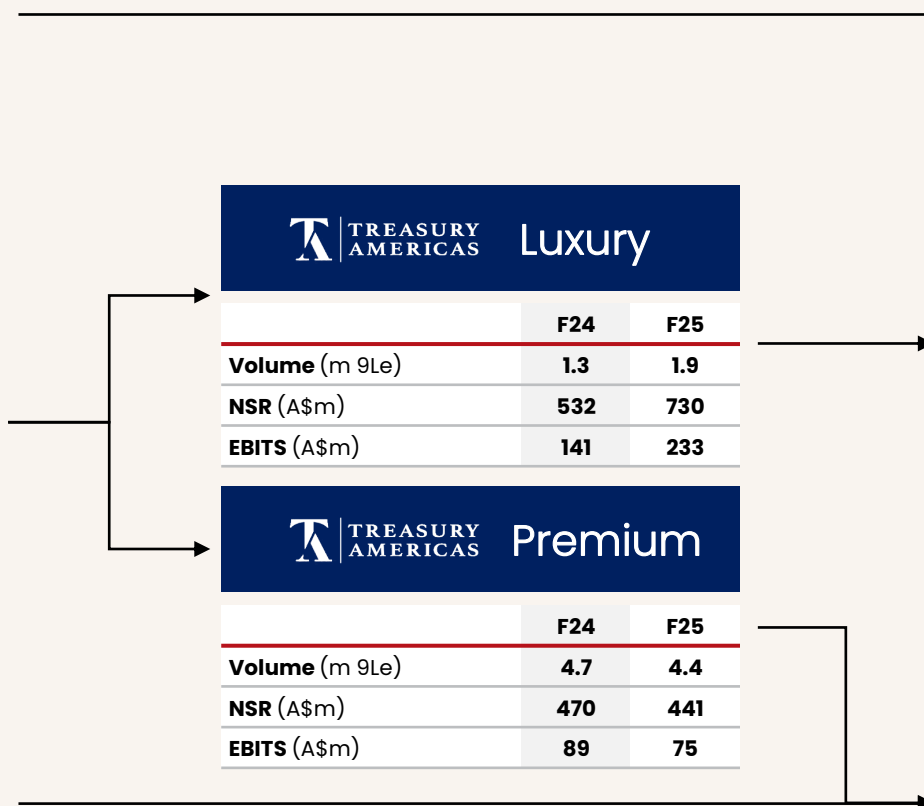 TREASURY AMERICAS Luxury
F24 F25
Volume (m 9Le) 1.3 1.9
NSR (A$m) 532 730
EBITS (A$m) 141 233
TREASURY AMERICAS Premium
F24 F25
Volume (m 9Le) 4.7 4.4
NSR (A$m) 470 441
EBITS (A$m) 89 75